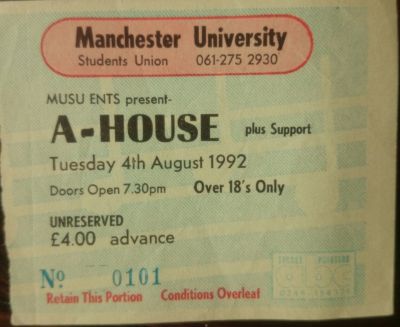 Manchester University
Students Union 061-275 2930
MUSU ENTS present-
A-HOUSE plus Support
Tuesday 4th August 1992
Doors Open 7.30pm Over 18's Only
UNRESERVED
£4.00 advance
Nº 0101
Retain This Portion Conditions Overleaf